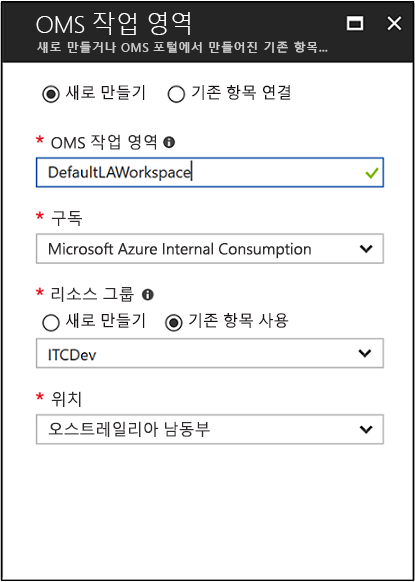 OMS 작업 영역
새로 만들거나 OMS 포털에서 만들어진 기존 항목...
새로 만들기 기존 항목 연결
* OMS 작업 영역
DefaultLAWorkspace
* 구독
Microsoft Azure Internal Consumption
* 리소스 그룹
새로 만들기 기존 항목 사용
ITCDev
* 위치
오스트레일리아 남동부